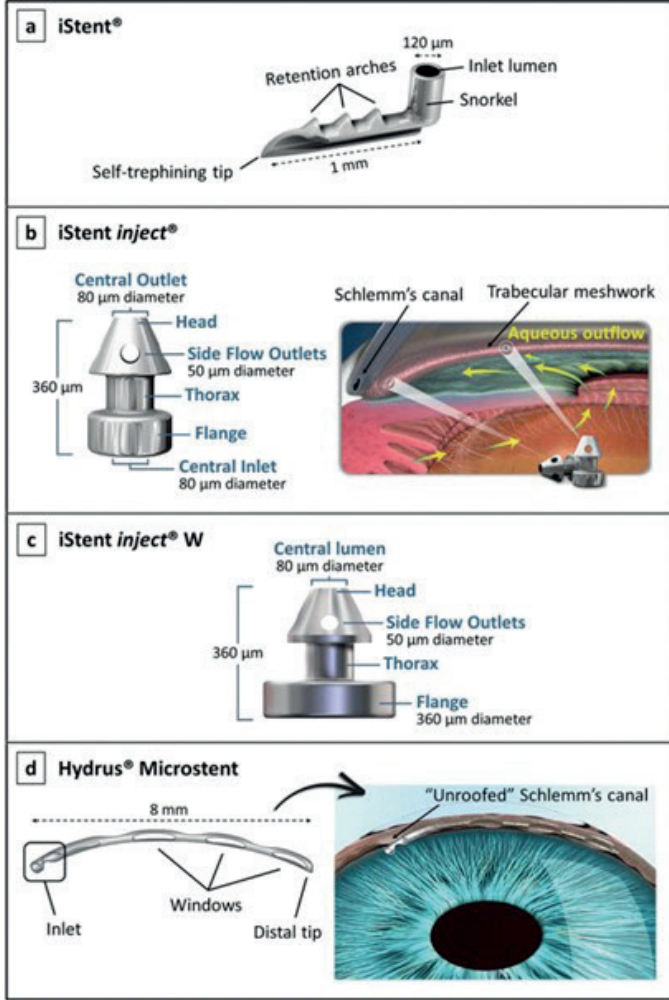 a iStent®
120 µm
Retention arches
Inlet lumen
Snorkel
1 mm
Self-trephining tip
b iStent inject®
Central Outlet
80 µm diameter
Head
Side Flow Outlets
50 µm diameter
360 µm
Thorax
Flange
Central Inlet
80 µm diameter
Schlemm's canal
Trabecular meshwork
Aqueous outflow
c iStent inject® W
Central lumen
80 µm diameter
Head
Side Flow Outlets
50 µm diameter
360 µm
Thorax
Flange
360 µm diameter
d Hydrus® Microstent
8 mm
Windows
Inlet
Distal tip
"Unroofed" Schlemm's canal